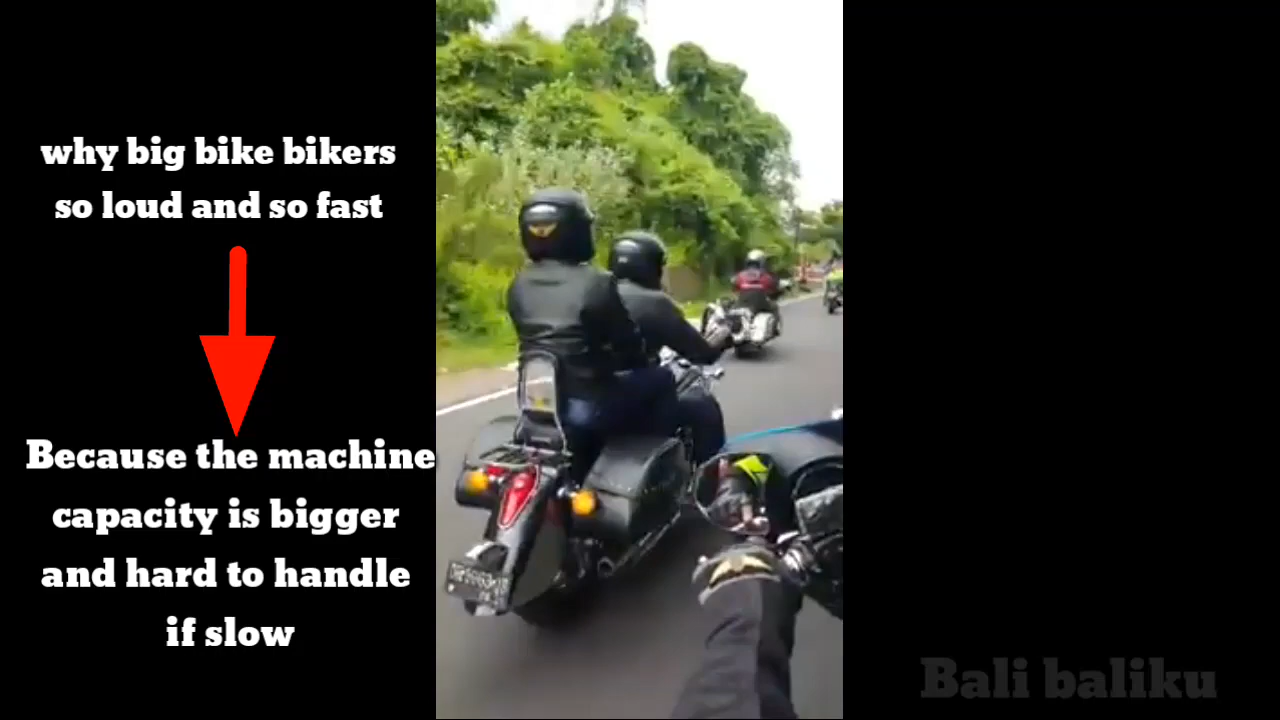 why big bike bikers
so loud and so fast
Because the machine
capacity is bigger
and hard to handle
if slow
Bali baliku